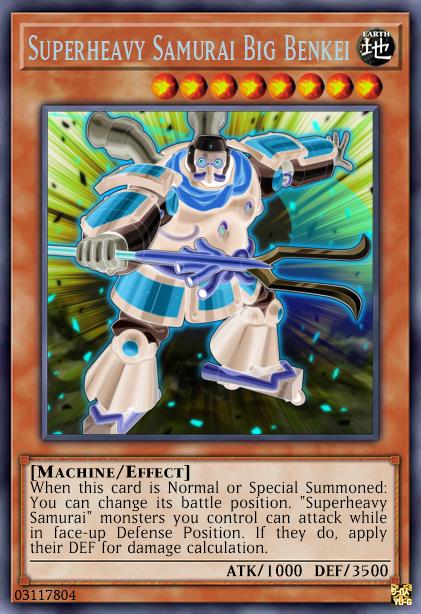 Superheavy Samurai Big Benkei
EARTH
地
[Machine/Effect]
When this card is Normal or Special Summoned:
You can change its battle position. "Superheavy
Samurai" monsters you control can attack while
in face-up Defense Position. If they do, apply
their DEF for damage calculation.
ATK/1000 DEF/3500
03117804